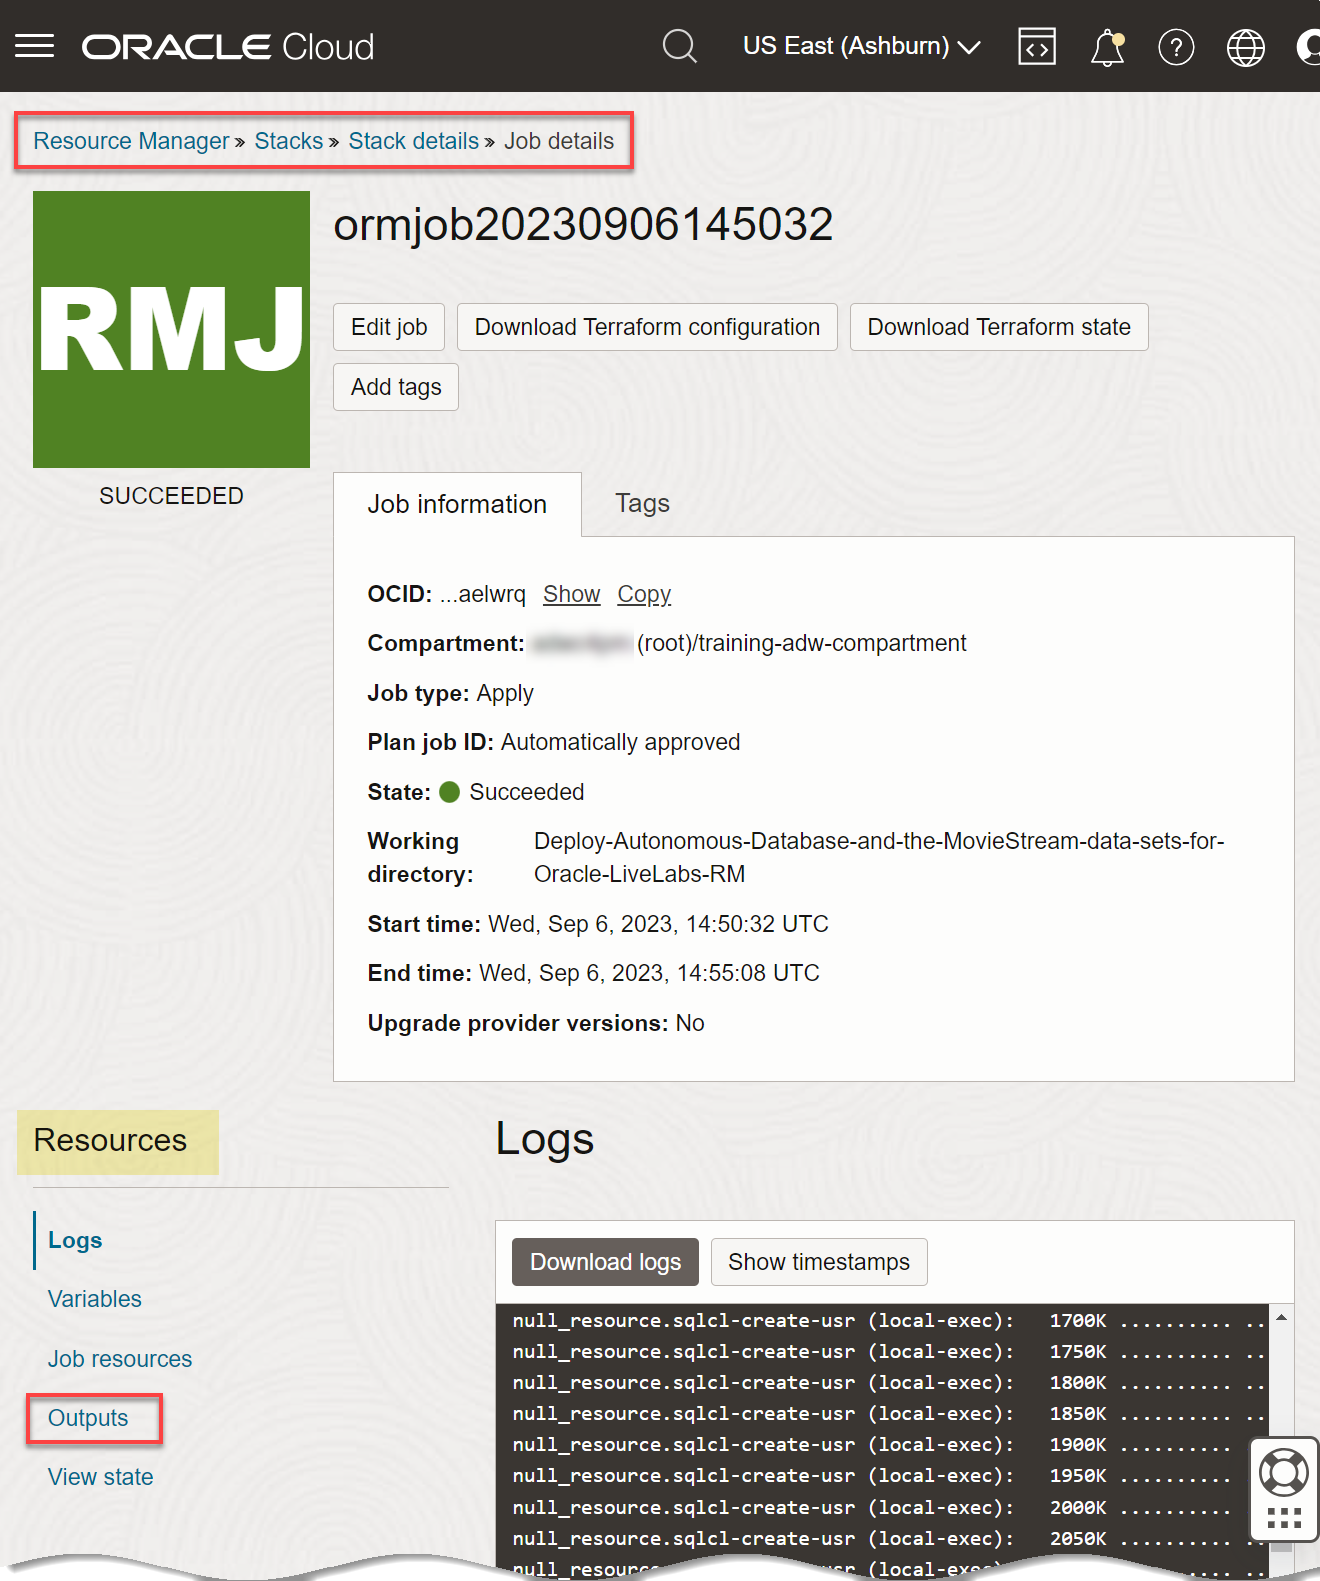 ORACLE Cloud
US East (Ashburn)
Resource Manager » Stacks » Stack details » Job details
RMJ
SUCCEEDED
ormjob20230906145032
Edit job
Download Terraform configuration
Download Terraform state
Add tags
Job information
Tags
OCID: ...aelwrq Show Copy
Compartment: (root)/training-adw-compartment
Job type: Apply
Plan job ID: Automatically approved
State: Succeeded
Working directory: Deploy-Autonomous-Database-and-the-MovieStream-data-sets-for-
Oracle-LiveLabs-RM
Start time: Wed, Sep 6, 2023, 14:50:32 UTC
End time: Wed, Sep 6, 2023, 14:55:08 UTC
Upgrade provider versions: No
Resources
Logs
Variables
Job resources
Outputs
View state
Logs
Download logs
Show timestamps
null_resource.sqlcl-create-usr (local-exec): 1700K .......... ..
null_resource.sqlcl-create-usr (local-exec): 1750K .......... ..
null_resource.sqlcl-create-usr (local-exec): 1800K .......... ..
null_resource.sqlcl-create-usr (local-exec): 1850K .......... ..
null_resource.sqlcl-create-usr (local-exec): 1900K ..........
null_resource.sqlcl-create-usr (local-exec): 1950K ..........
null_resource.sqlcl-create-usr (local-exec): 2000K ..........
null_resource.sqlcl-create-usr (local-exec): 2050K ..........
null_resource.sqlcl-create-usr (local-exec)